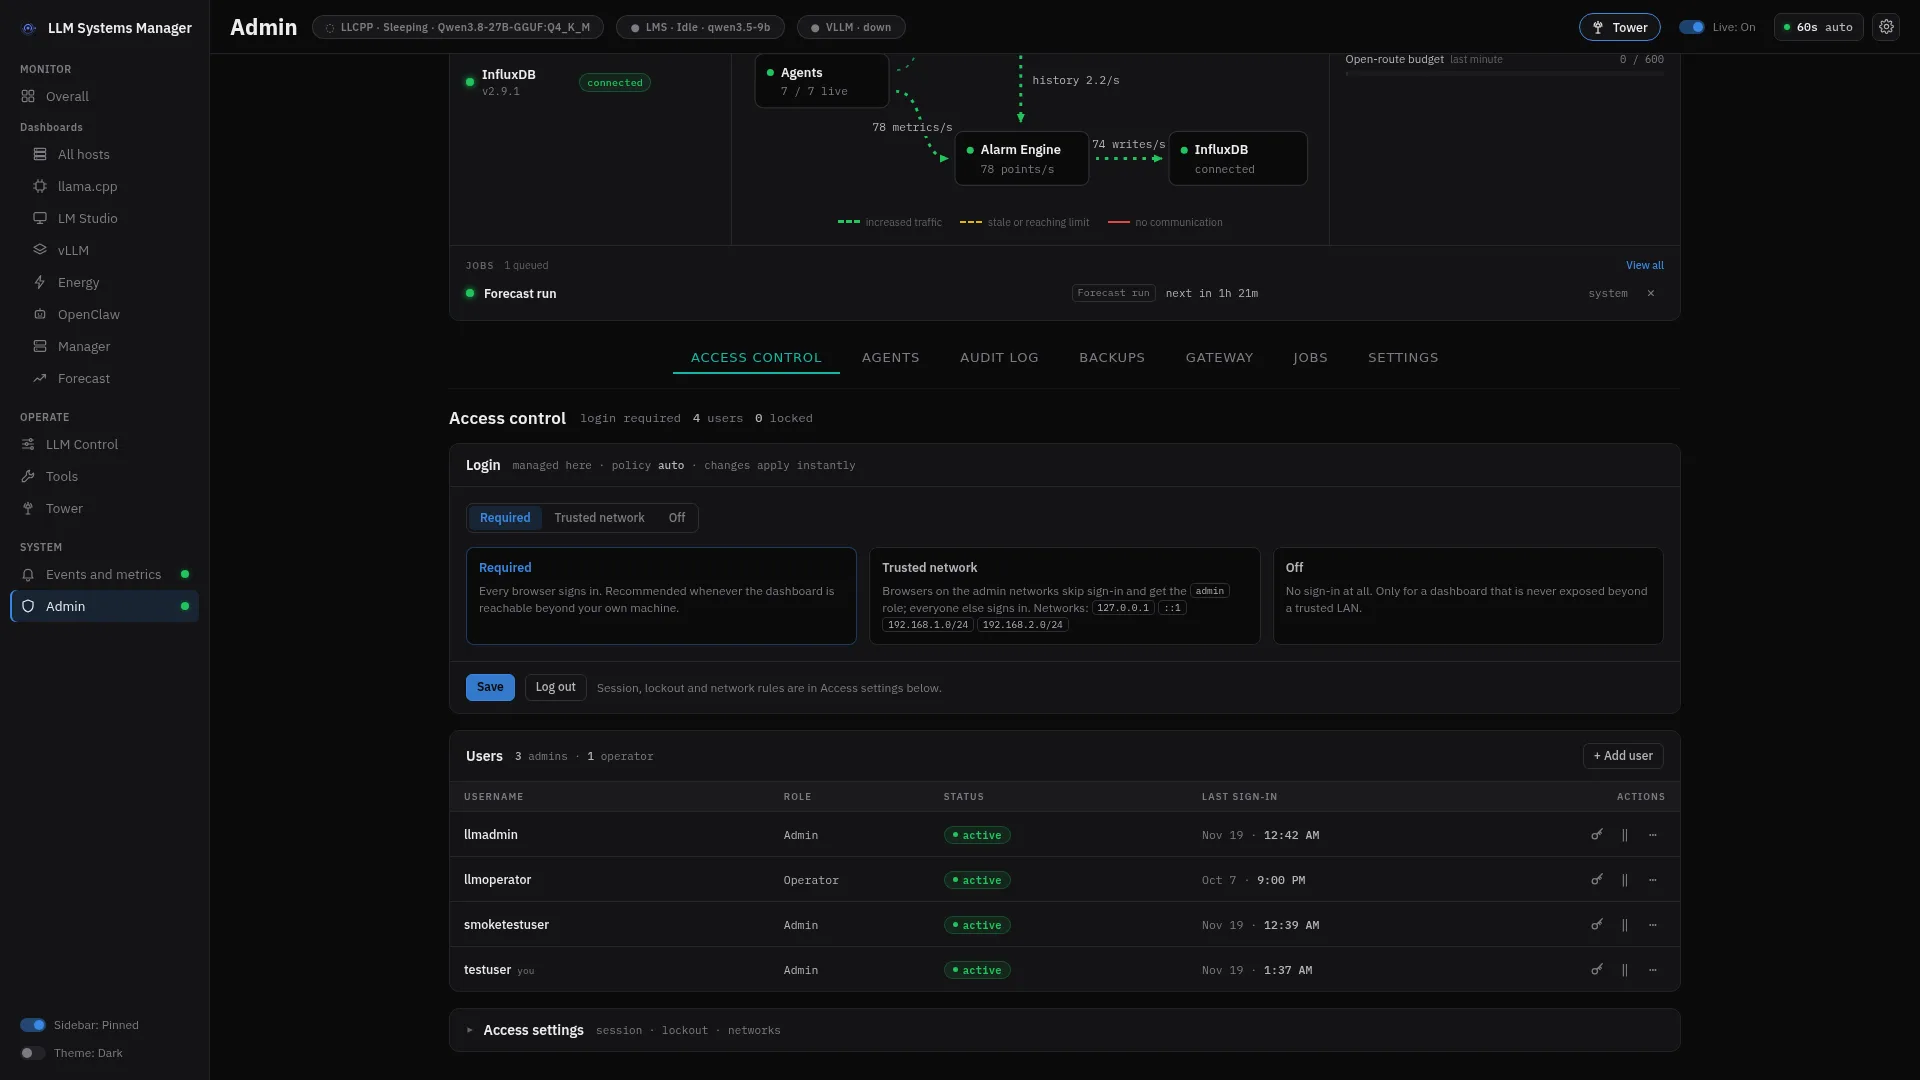 LLM Systems Manager
MONITOR
Overall
Dashboards
All hosts
llama.cpp
LM Studio
vLLM
Energy
OpenClaw
Manager
Forecast
OPERATE
LLM Control
Tools
Tower
SYSTEM
Events and metrics
Admin
Sidebar: Pinned
Theme: Dark
Admin
LLCPP · Sleeping · Qwen3.8-27B-GGUF:Q4_K_M
LMS · Idle · qwen3.5-9b
VLLM · down
Tower
Live: On
60s auto
InfluxDB
v2.9.1
connected
Agents
7 / 7 live
history 2.2/s
78 metrics/s
Alarm Engine
78 points/s
74 writes/s
InfluxDB
connected
increased traffic
stale or reaching limit
no communication
Open-route budget last minute
0 / 600
JOBS 1 queued
View all
Forecast run
Forecast run next in 1h 21m
system ×
ACCESS CONTROL
AGENTS
AUDIT LOG
BACKUPS
GATEWAY
JOBS
SETTINGS
Access control login required 4 users 0 locked
Login managed here · policy auto · changes apply instantly
Required
Trusted network
Off
Required
Every browser signs in. Recommended whenever the dashboard is
reachable beyond your own machine.
Trusted network
Browsers on the admin networks skip sign-in and get the admin
role; everyone else signs in. Networks: 127.0.0.1 ::1
192.168.1.0/24 192.168.2.0/24
Off
No sign-in at all. Only for a dashboard that is never exposed beyond
a trusted LAN.
Save
Log out
Session, lockout and network rules are in Access settings below.
Users 3 admins · 1 operator
+ Add user
USERNAME ROLE STATUS LAST SIGN-IN ACTIONS
llmadmin Admin active Nov 19 · 12:42 AM
llmoperator Operator active Oct 7 · 9:00 PM
smoketestuser Admin active Nov 19 · 12:39 AM
testuser you Admin active Nov 19 · 1:37 AM
Access settings session · lockout · networks